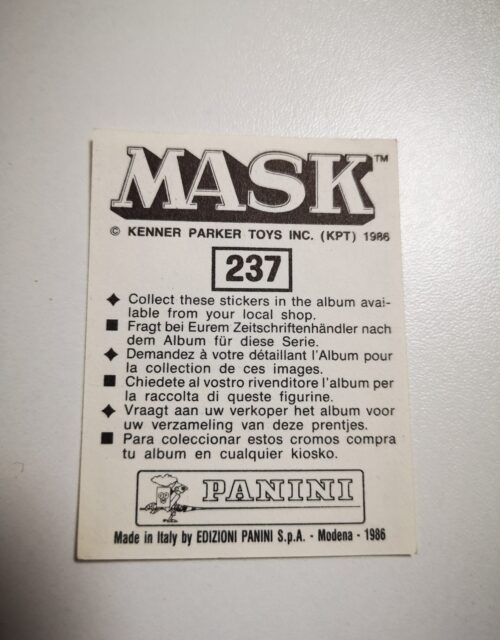 MASK™
© KENNER PARKER TOYS INC. (KPT) 1986
237
Collect these stickers in the album avai-
lable from your local shop.
Fragt bei Eurem Zeitschriftenhändler nach
dem Album für diese Serie.
Demandez à votre détaillant l'Album pour
la collection de ces images.
Chiedete al vostro rivenditore l'album per
la raccolta di queste figurine.
Vraagt aan uw verkoper het album voor
uw verzameling van deze prentjes.
Para coleccionar estos cromos compra
tu album en cualquier kiosko.
PANINI
Made in Italy by EDIZIONI PANINI S.p.A. - Modena - 1986